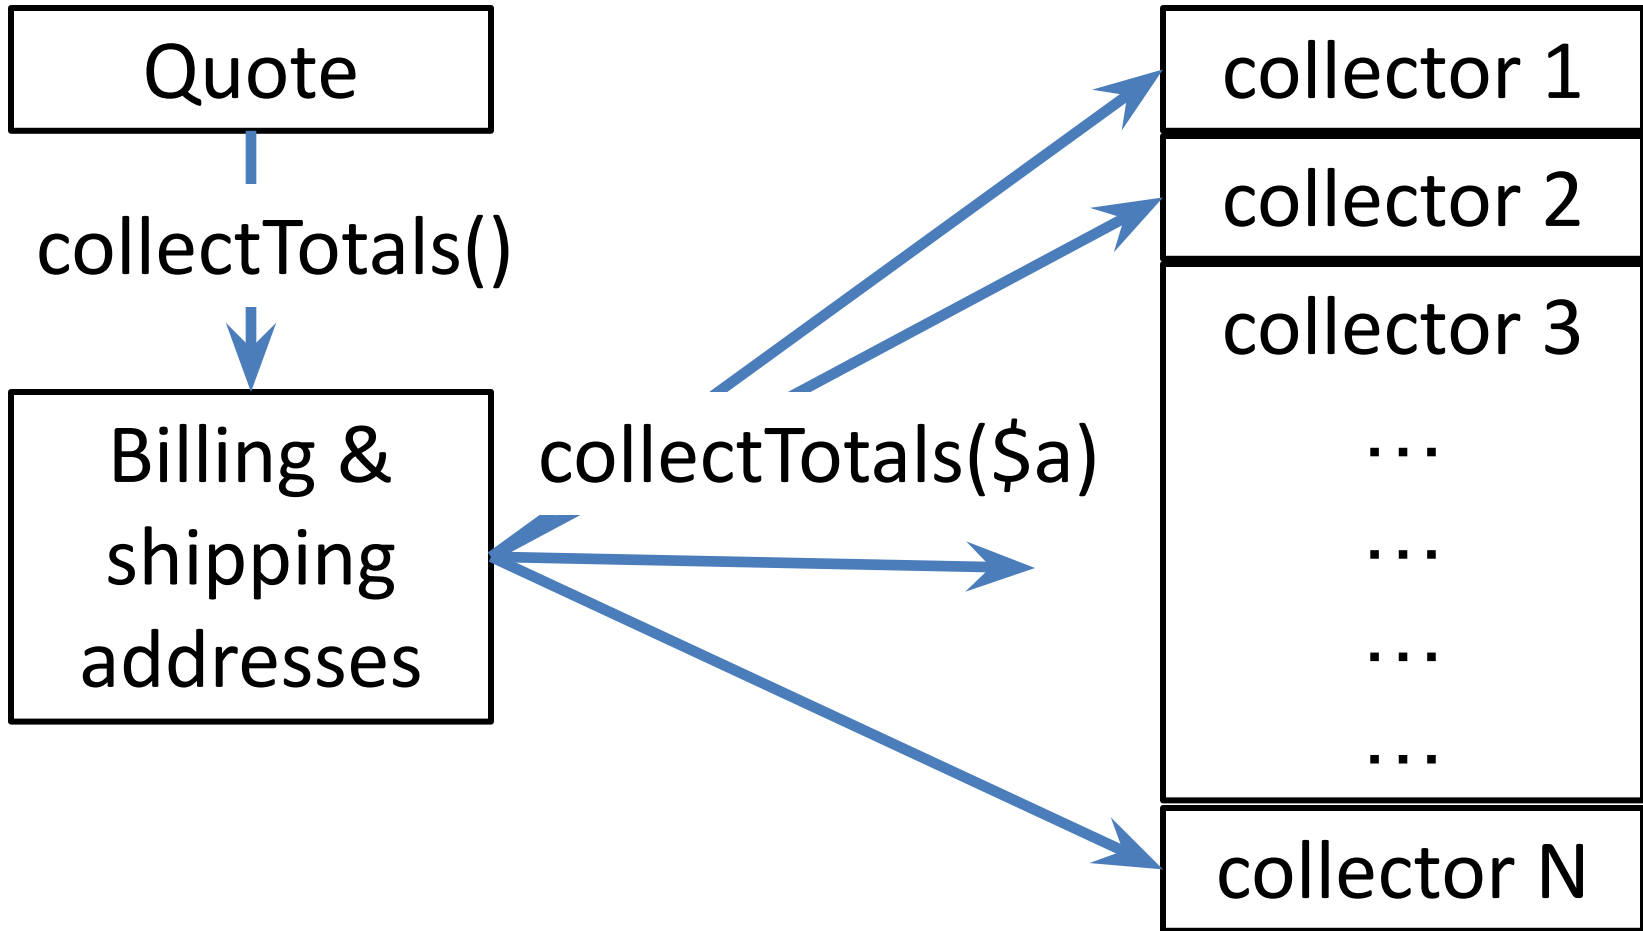 Quote
collectTotals()
Billing &
shipping
addresses
collectTotals($a)
collector 1
collector 2
collector 3
...
...
...
...
collector N